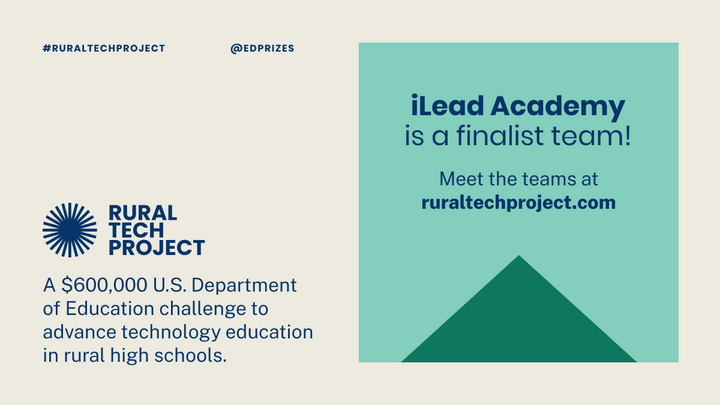 #RURALTECHPROJECT
@EDPRIZES
RURAL
TECH
PROJECT
A $600,000 U.S. Department
of Education challenge to
advance technology education
in rural high schools.
iLead Academy
is a finalist team!
Meet the teams at
ruraltechproject.com